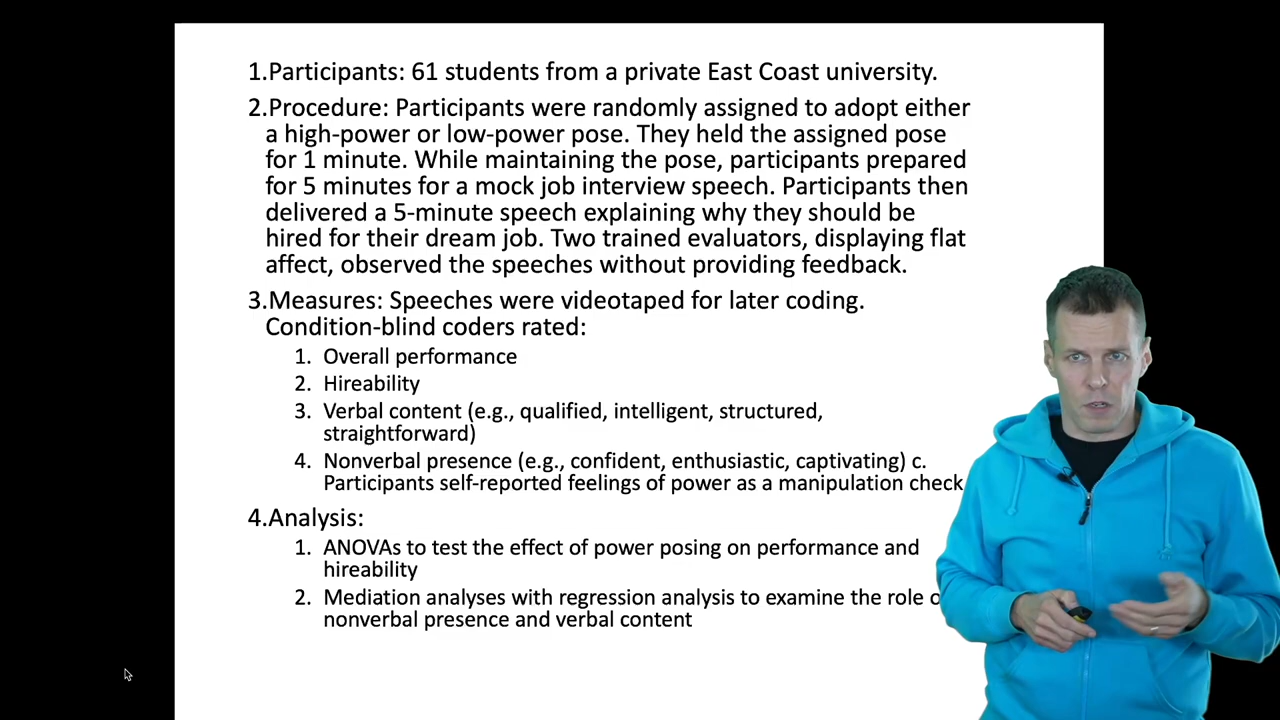 1.Participants: 61 students from a private East Coast university.
2.Procedure: Participants were randomly assigned to adopt either
a high-power or low-power pose. They held the assigned pose
for 1 minute. While maintaining the pose, participants prepared
for 5 minutes for a mock job interview speech. Participants then
delivered a 5-minute speech explaining why they should be
hired for their dream job. Two trained evaluators, displaying flat
affect, observed the speeches without providing feedback.
3.Measures: Speeches were videotaped for later coding.
Condition-blind coders rated:
1. Overall performance
2. Hireability
3. Verbal content (e.g., qualified, intelligent, structured,
straightforward)
4. Nonverbal presence (e.g., confident, enthusiastic, captivating) c.
Participants self-reported feelings of power as a manipulation check
4.Analysis:
1. ANOVAs to test the effect of power posing on performance and
hireability
2. Mediation analyses with regression analysis to examine the role
nonverbal presence and verbal content